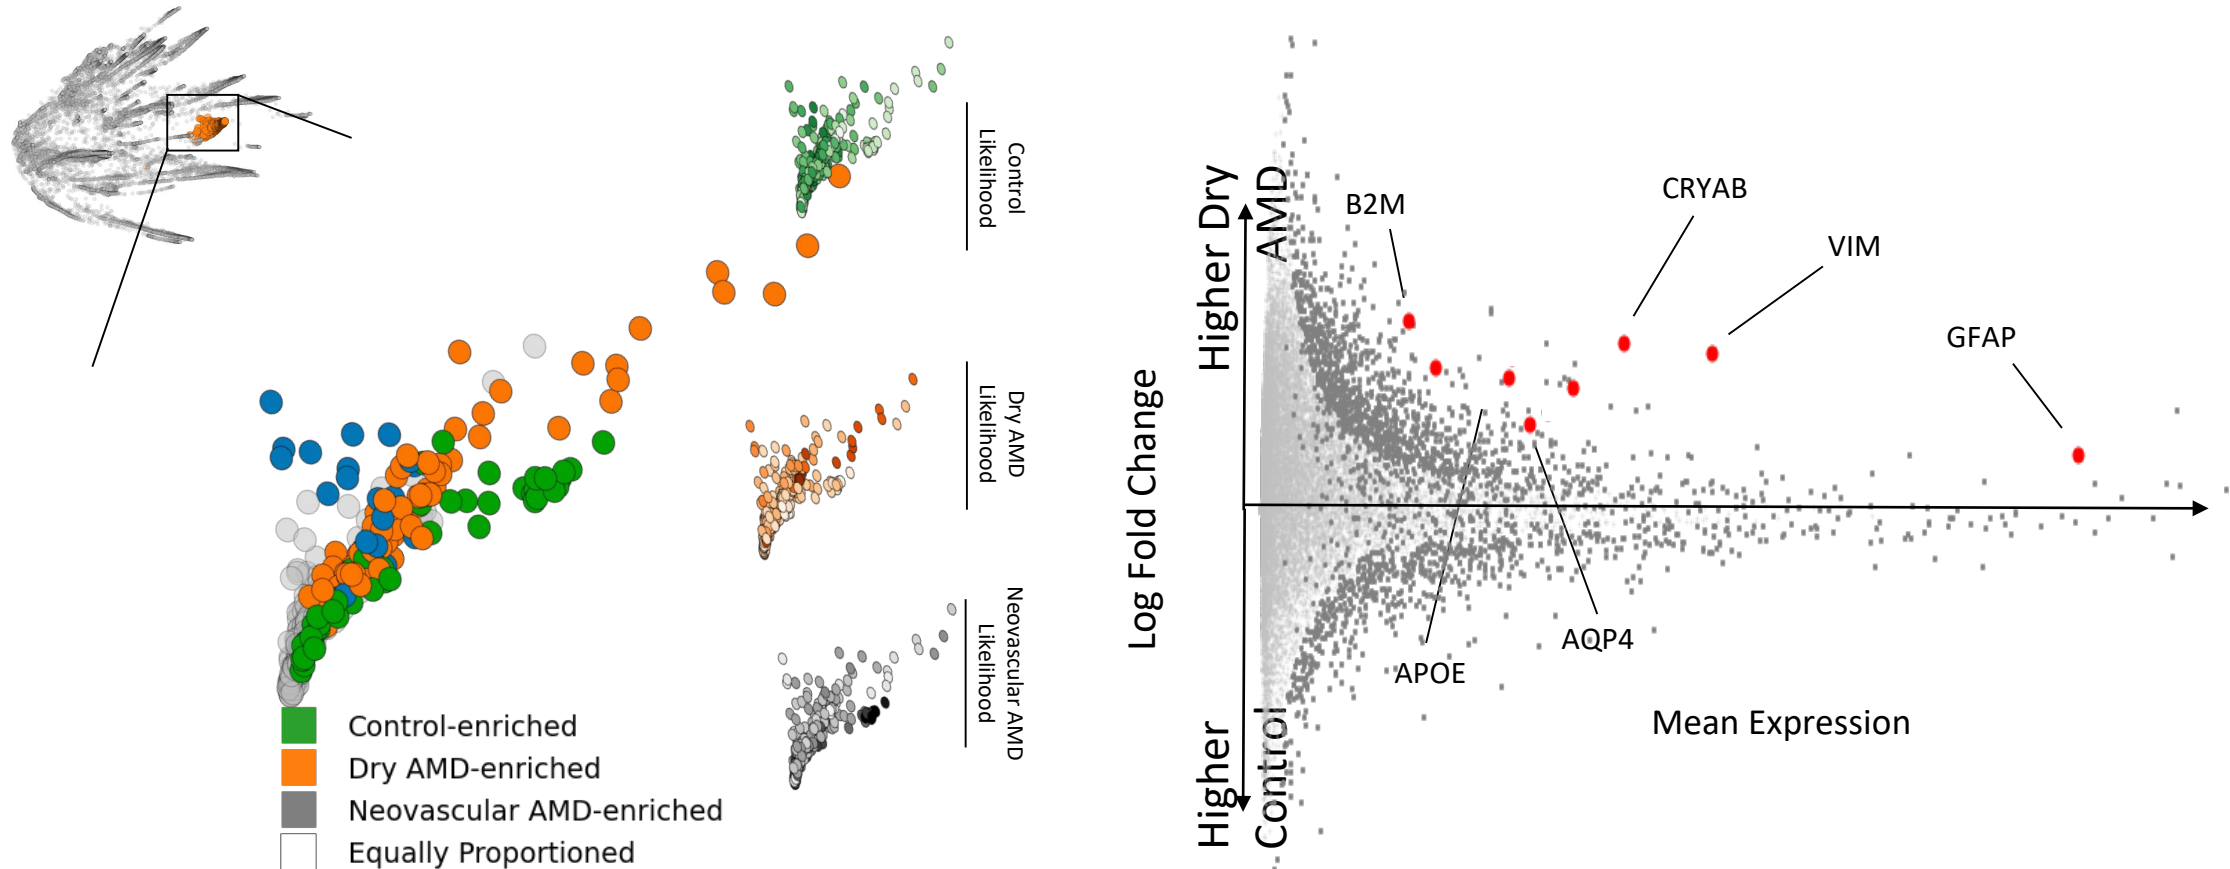 Control
Likelihood
Dry AMD
Likelihood
Neovascular AMD
Likelihood
Control-enriched
Dry AMD-enriched
Neovascular AMD-enriched
Equally Proportioned
Log Fold Change
Higher Dry
AMD
Higher
Control
B2M
CRYAB
VIM
GFAP
APOE
AQP4
Mean Expression